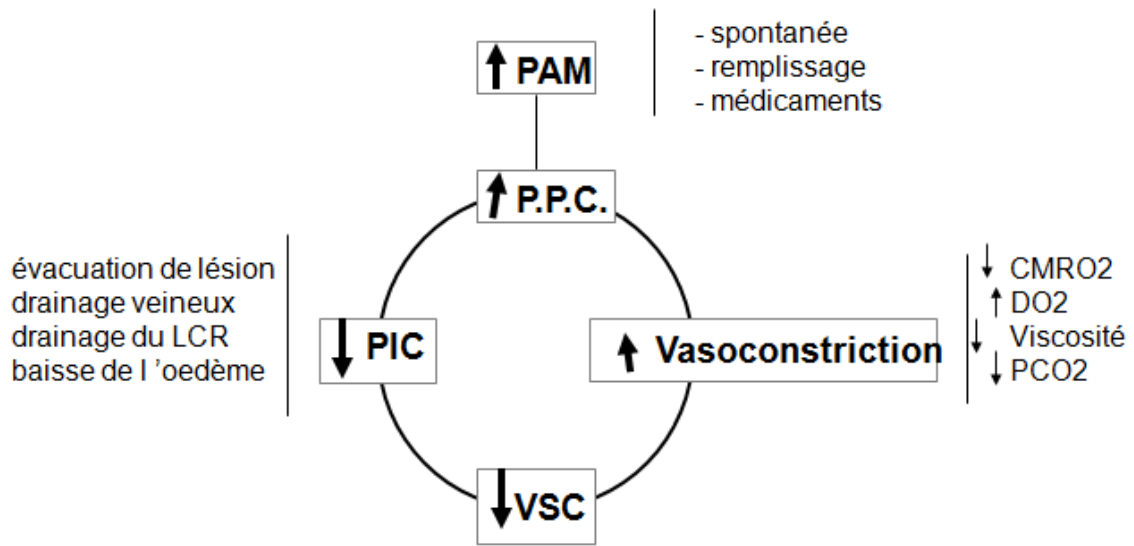 ↑ PAM
- spontanée
- remplissage
- médicaments
↑ P.P.C.
évacuation de lésion
drainage veineux
drainage du LCR
baisse de l ’oedème
↓ PIC
↑ Vasoconstriction
↓ CMRO2
↑ DO2
↓ Viscosité
↓ PCO2
↓ VSC